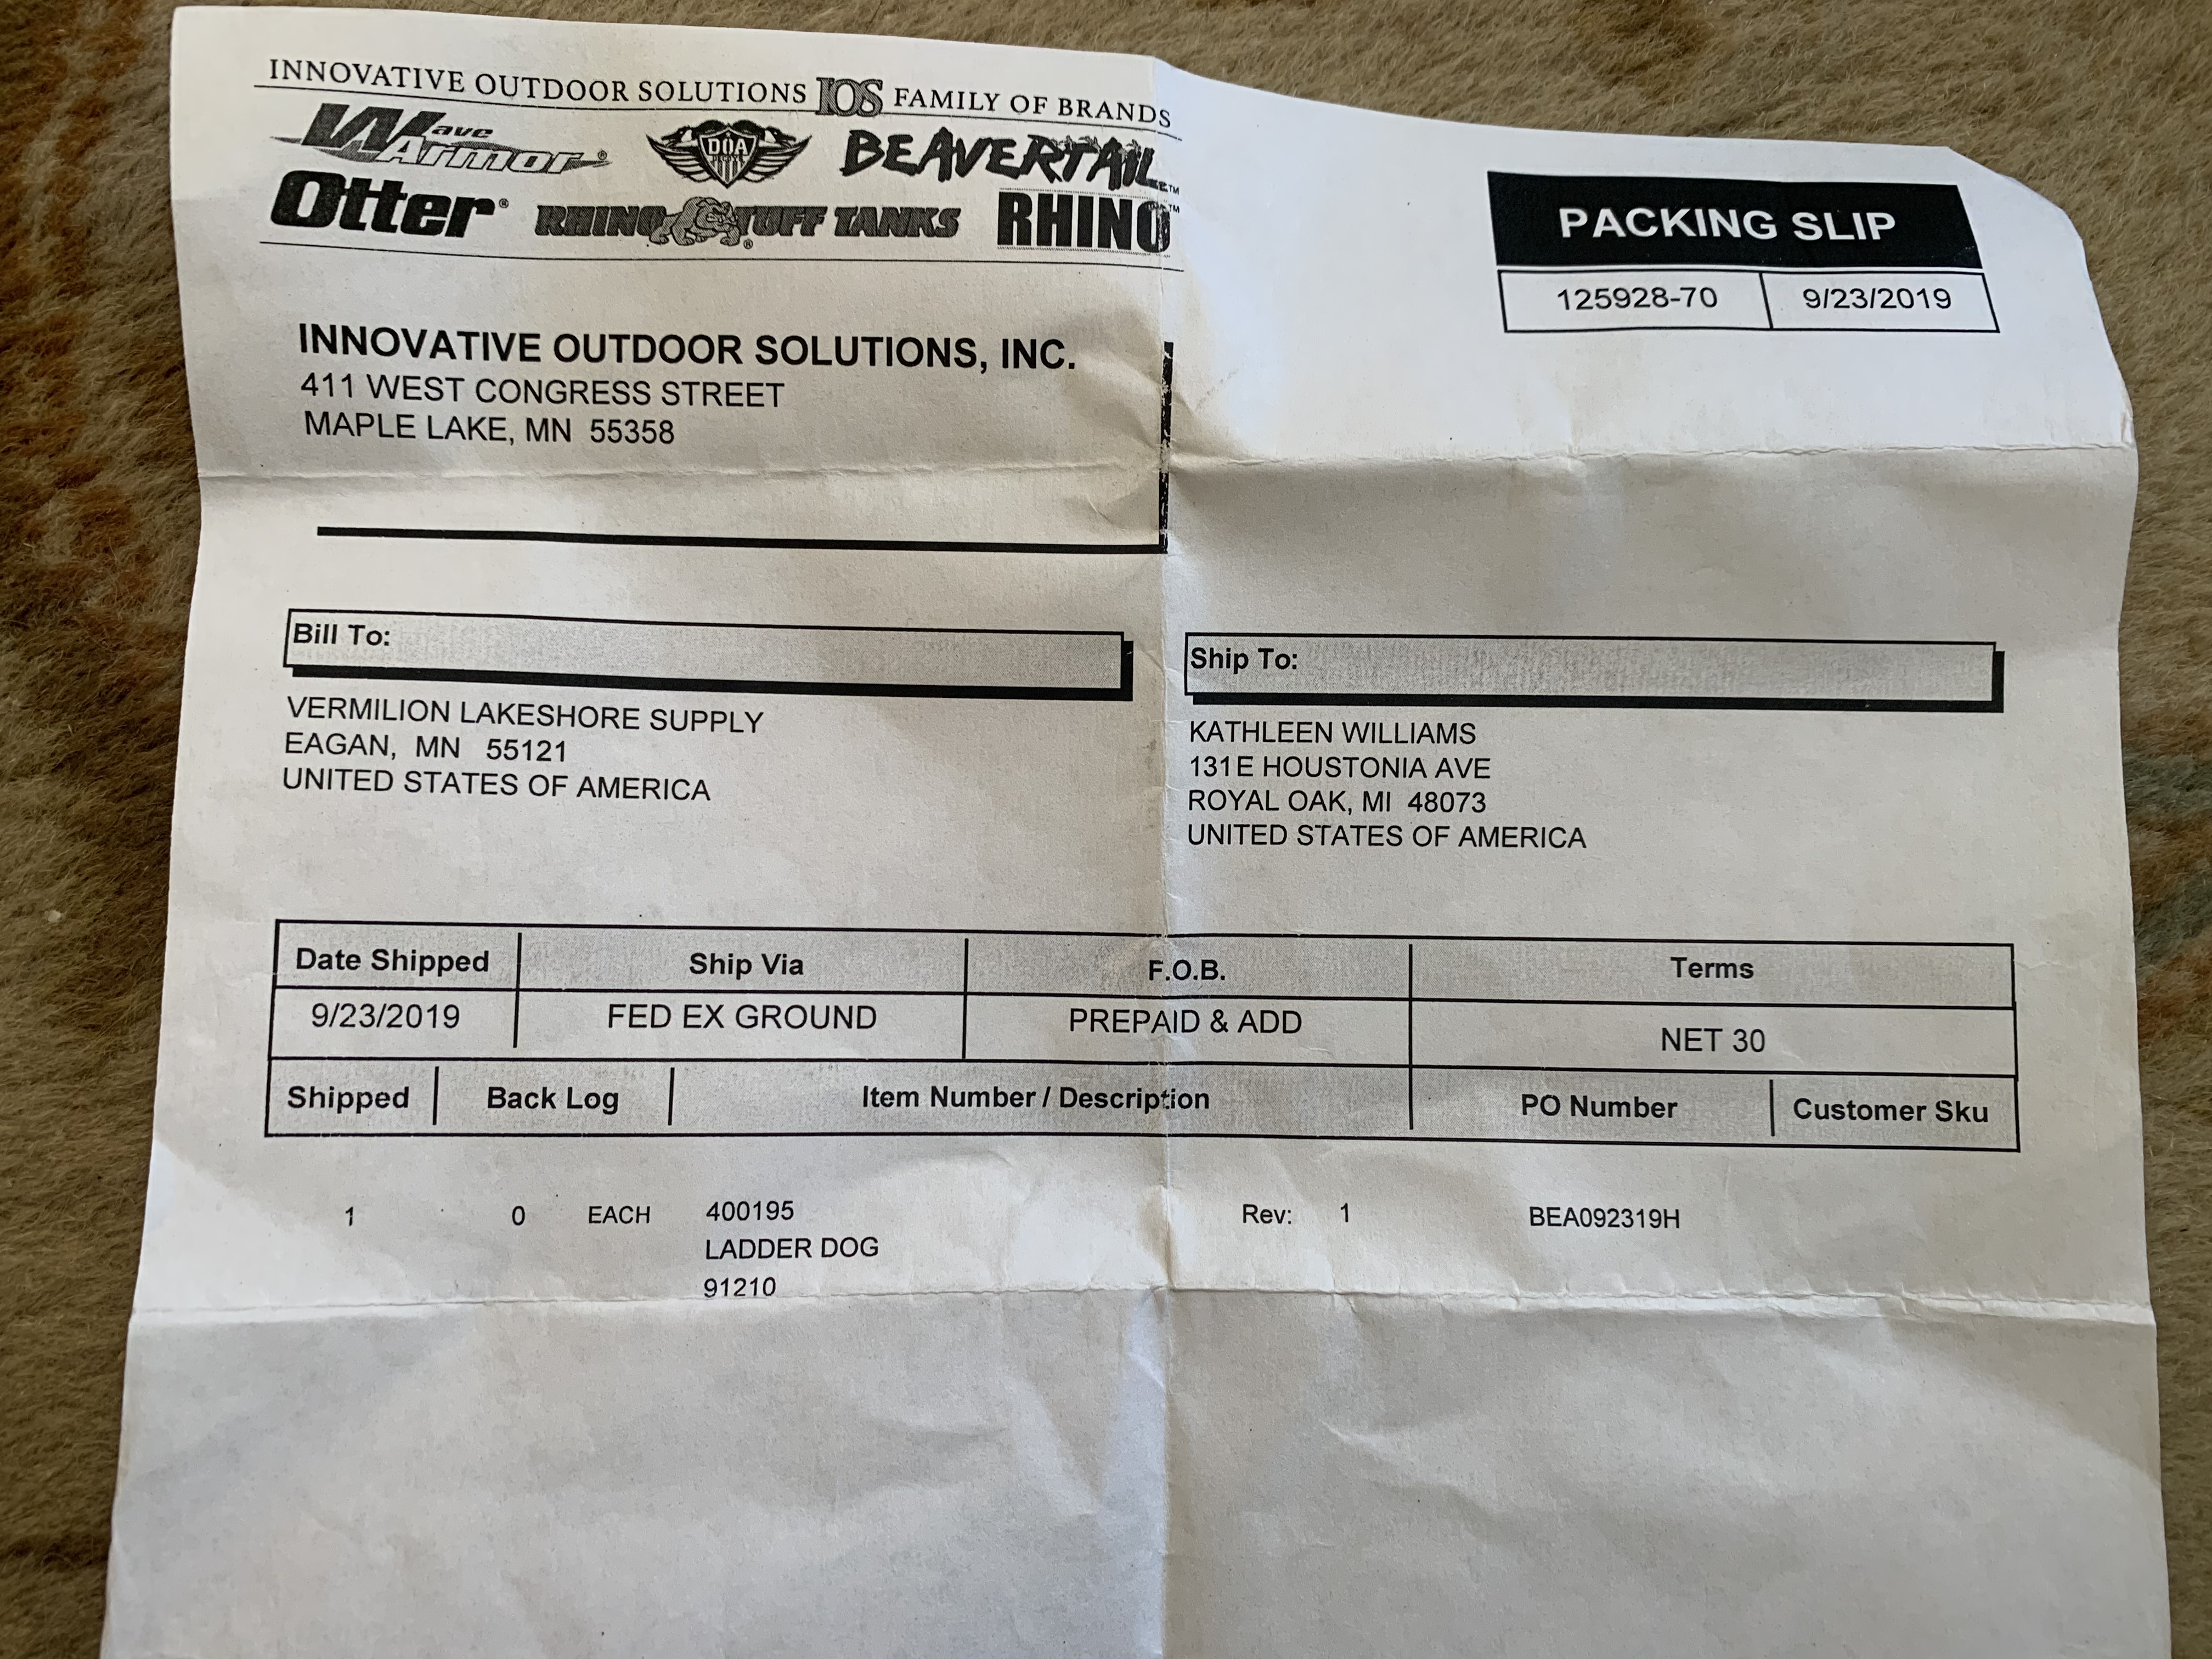 INNOVATIVE OUTDOOR SOLUTIONS IOS FAMILY OF BRANDS
Wave Armor® DOA BEAVERTAIL™
Otter® RHINO TUFF TANKS® RHINO™
PACKING SLIP
125928-70 9/23/2019
INNOVATIVE OUTDOOR SOLUTIONS, INC.
411 WEST CONGRESS STREET
MAPLE LAKE, MN 55358
Bill To:
VERMILION LAKESHORE SUPPLY
EAGAN, MN 55121
UNITED STATES OF AMERICA
Ship To:
KATHLEEN WILLIAMS
131 E HOUSTONIA AVE
ROYAL OAK, MI 48073
UNITED STATES OF AMERICA
Date Shipped Ship Via F.O.B. Terms
9/23/2019 FED EX GROUND PREPAID & ADD NET 30
Shipped Back Log Item Number / Description PO Number Customer Sku
1 0 EACH 400195 Rev: 1 BEA092319H
LADDER DOG
91210